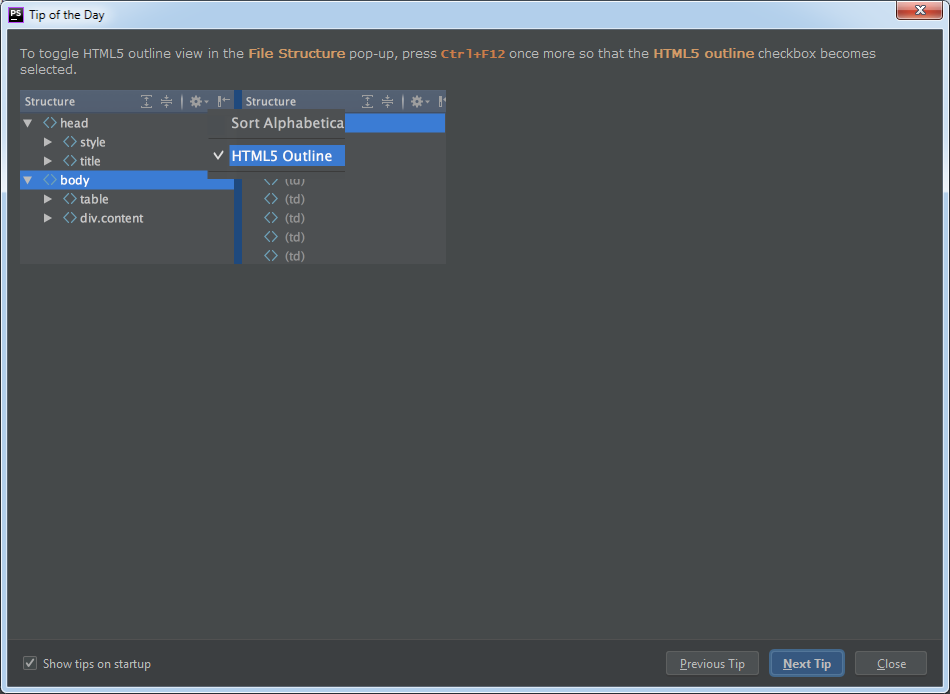 PS Tip of the Day
To toggle HTML5 outline view in the File Structure pop-up, press Ctrl+F12 once more so that the HTML5 outline checkbox becomes
selected.
Structure
Structure
head
style
title
body
table
div.content
Sort Alphabetica
HTML5 Outline
(td)
(td)
(td)
(td)
(td)
Show tips on startup
Previous Tip
Next Tip
Close